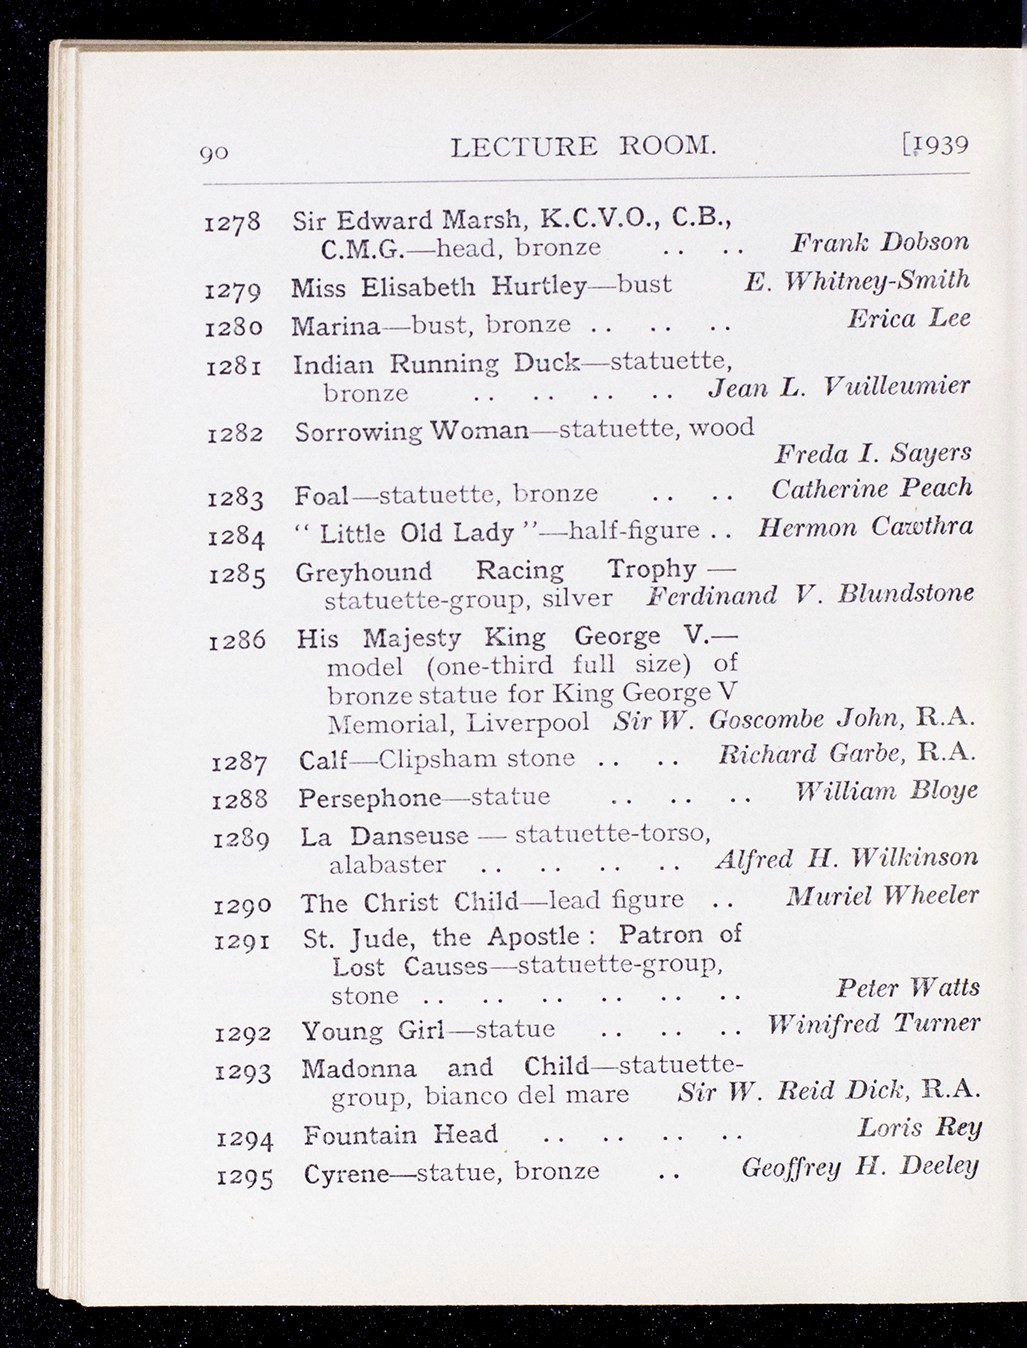 90 LECTURE ROOM. [1939
1278 Sir Edward Marsh, K.C.V.O., C.B.,
C.M.G.—head, bronze .. .. Frank Dobson
1279 Miss Elisabeth Hurtley—bust E. Whitney-Smith
1280 Marina—bust, bronze .. .. .. Erica Lee
1281 Indian Running Duck—statuette,
bronze .. .. .. .. Jean L. Vuilleumier
1282 Sorrowing Woman—statuette, wood
Freda I. Sayers
1283 Foal—statuette, bronze .. .. Catherine Peach
1284 “ Little Old Lady ”—half-figure .. Hermon Cawthra
1285 Greyhound Racing Trophy —
statuette-group, silver Ferdinand V. Blundstone
1286 His Majesty King George V.—
model (one-third full size) of
bronze statue for King George V
Memorial, Liverpool Sir W. Goscombe John, R.A.
1287 Calf—Clipsham stone .. .. Richard Garbe, R.A.
1288 Persephone—statue .. .. .. William Bloye
1289 La Danseuse — statuette-torso,
alabaster .. .. .. .. Alfred H. Wilkinson
1290 The Christ Child—lead figure .. Muriel Wheeler
1291 St. Jude, the Apostle : Patron of
Lost Causes—statuette-group,
stone .. .. .. .. .. .. Peter Watts
1292 Young Girl—statue .. .. .. Winifred Turner
1293 Madonna and Child—statuette-
group, bianco del mare Sir W. Reid Dick, R.A.
1294 Fountain Head .. .. .. .. Loris Rey
1295 Cyrene—statue, bronze .. Geoffrey H. Deeley